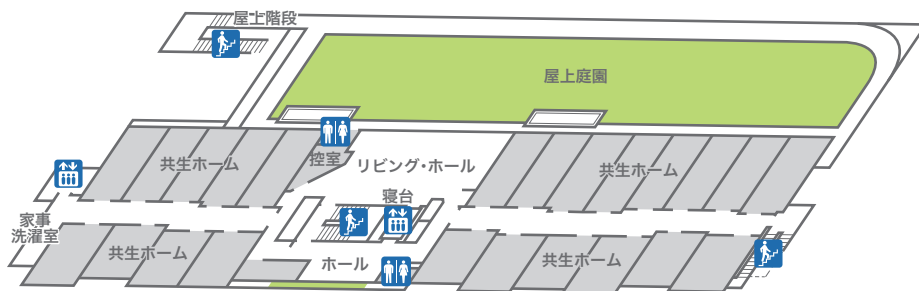 屋上階段
屋上庭園
共生ホーム
控室
リビング・ホール
共生ホーム
寝台
家事
洗濯室
共生ホーム
ホール
共生ホーム